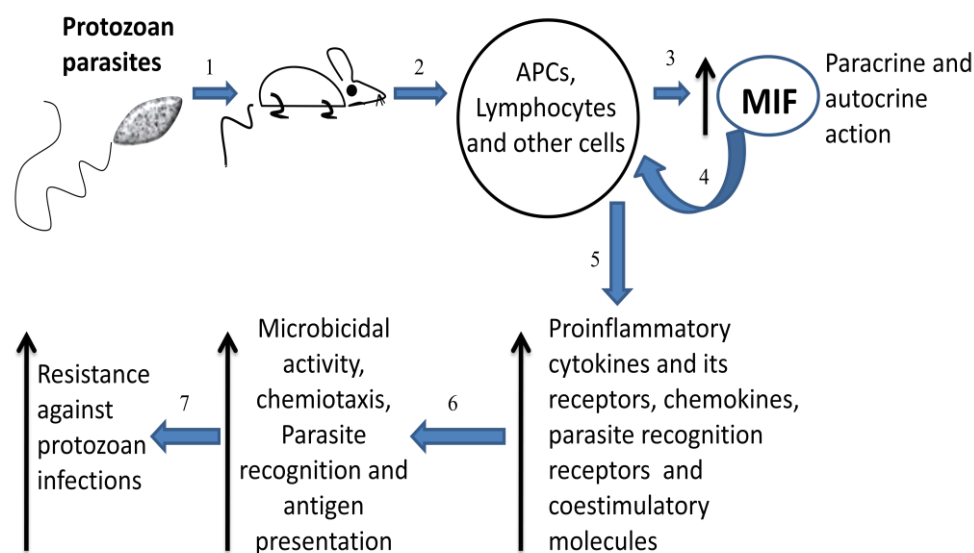 Protozoan
parasites
1
2
APCs,
Lymphocytes
and other cells
3
MIF
Paracrine and
autocrine
action
4
5
Proinflammatory
cytokines and its
receptors, chemokines,
parasite recognition
receptors and
coestimulatory
molecules
6
Microbicidal
activity,
chemiotaxis,
Parasite
recognition and
antigen
presentation
7
Resistance
against
protozoan
infections